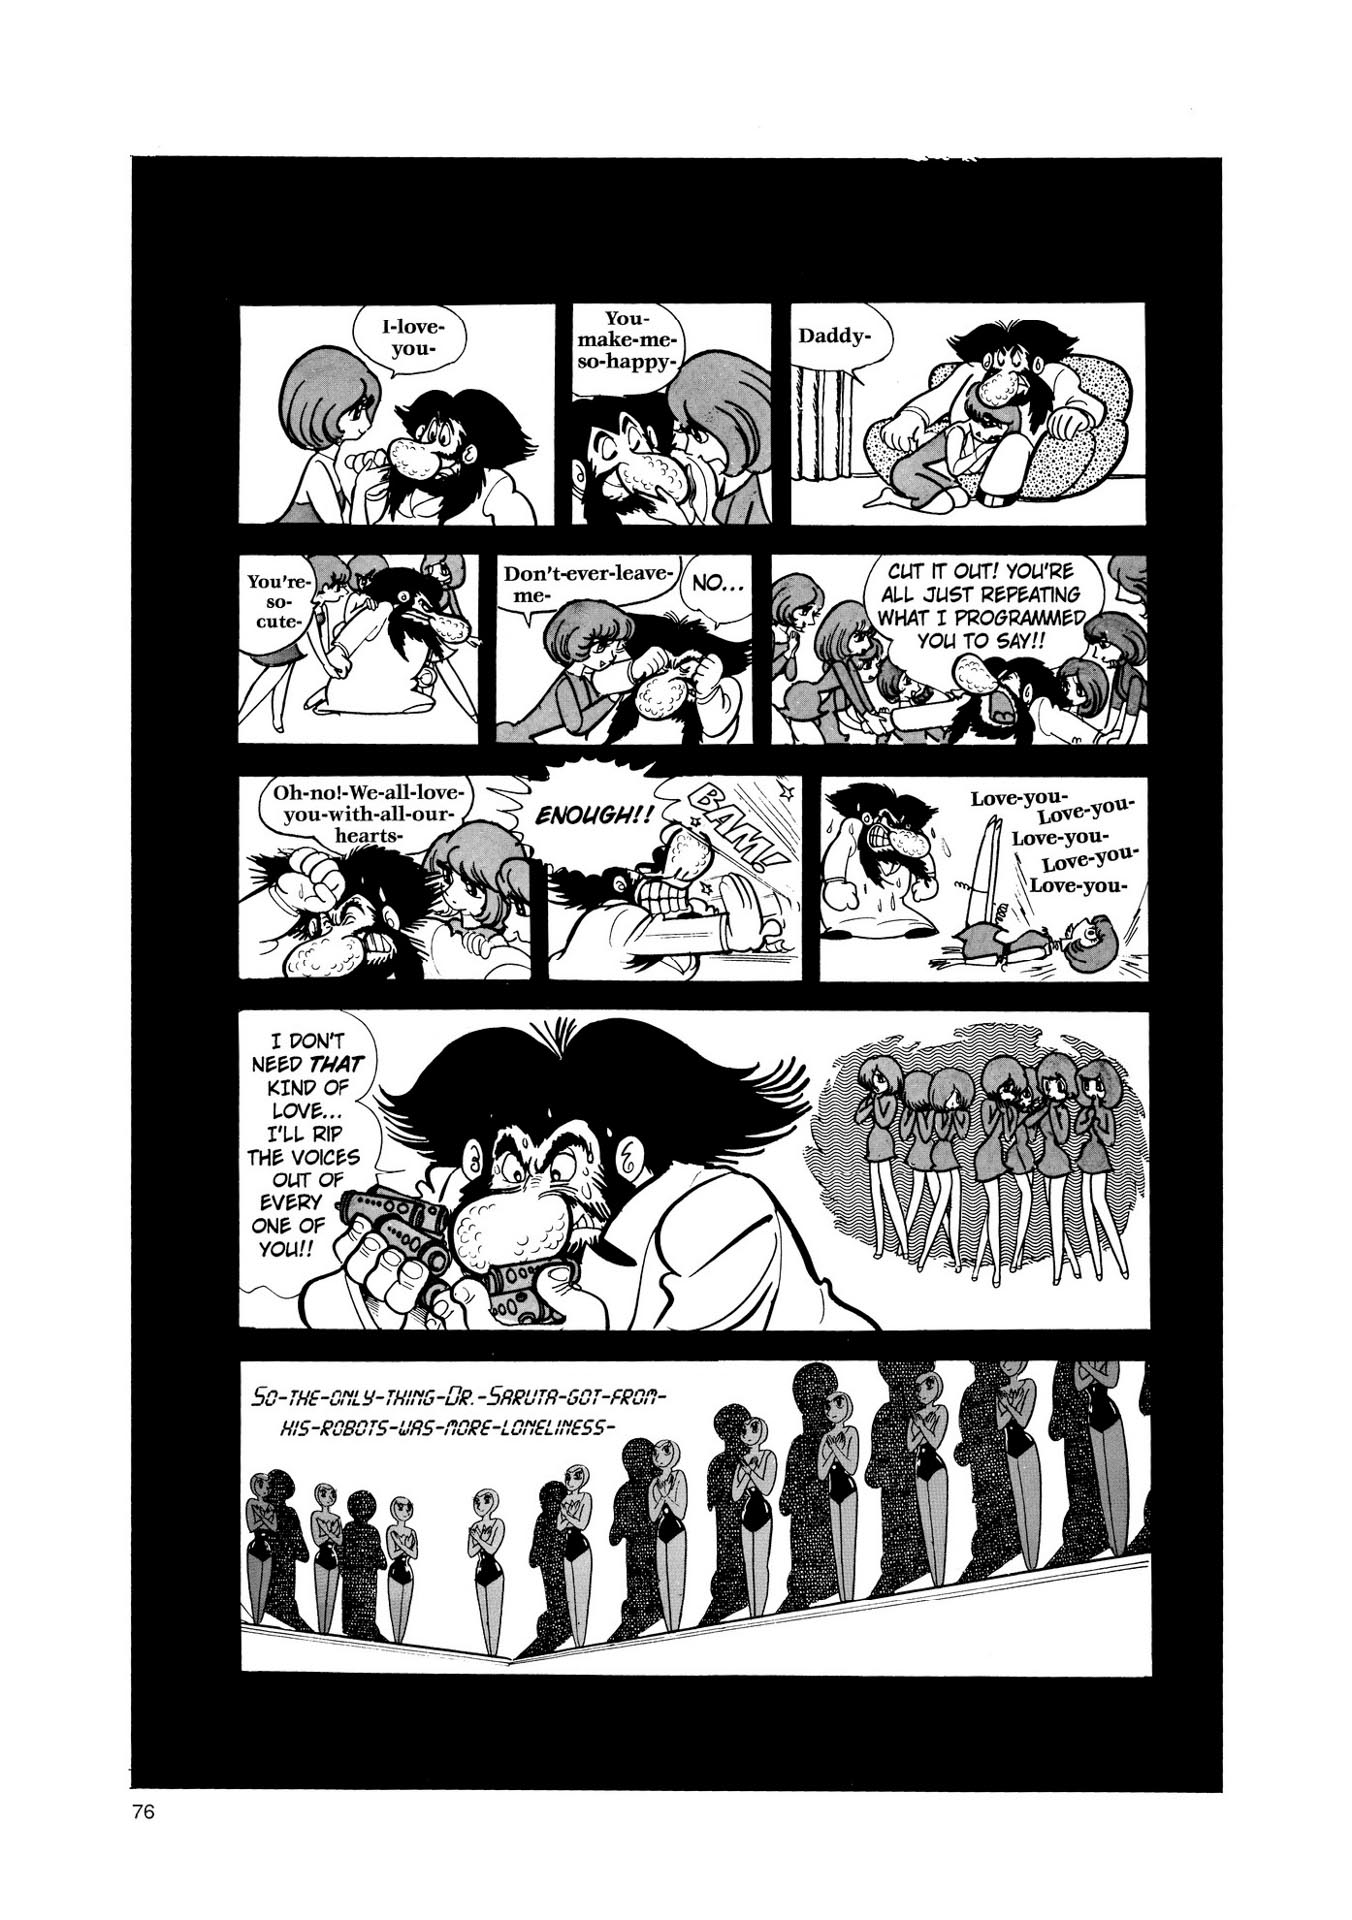 I-love-
you-
You-
make-me-
so-happy-
Daddy-
You're-
so-
cute-
Don't-ever-leave-
me-
NO...
CUT IT OUT! YOU'RE
ALL JUST REPEATING
WHAT I PROGRAMMED
YOU TO SAY!!
Oh-no!-We-all-love-
you-with-all-our-
hearts-
ENOUGH!!
BAM!
Love-you-
Love-you-
Love-you-
Love-you-
Love-you-
I DON'T
NEED THAT
KIND OF
LOVE...
I'LL RIP
THE VOICES
OUT OF
EVERY
ONE OF
YOU!!
SO-THE-ONLY-THING-DR.-SARUTA-GOT-FROM-
HIS-ROBOTS-WAS-MORE-LONELINESS-
76